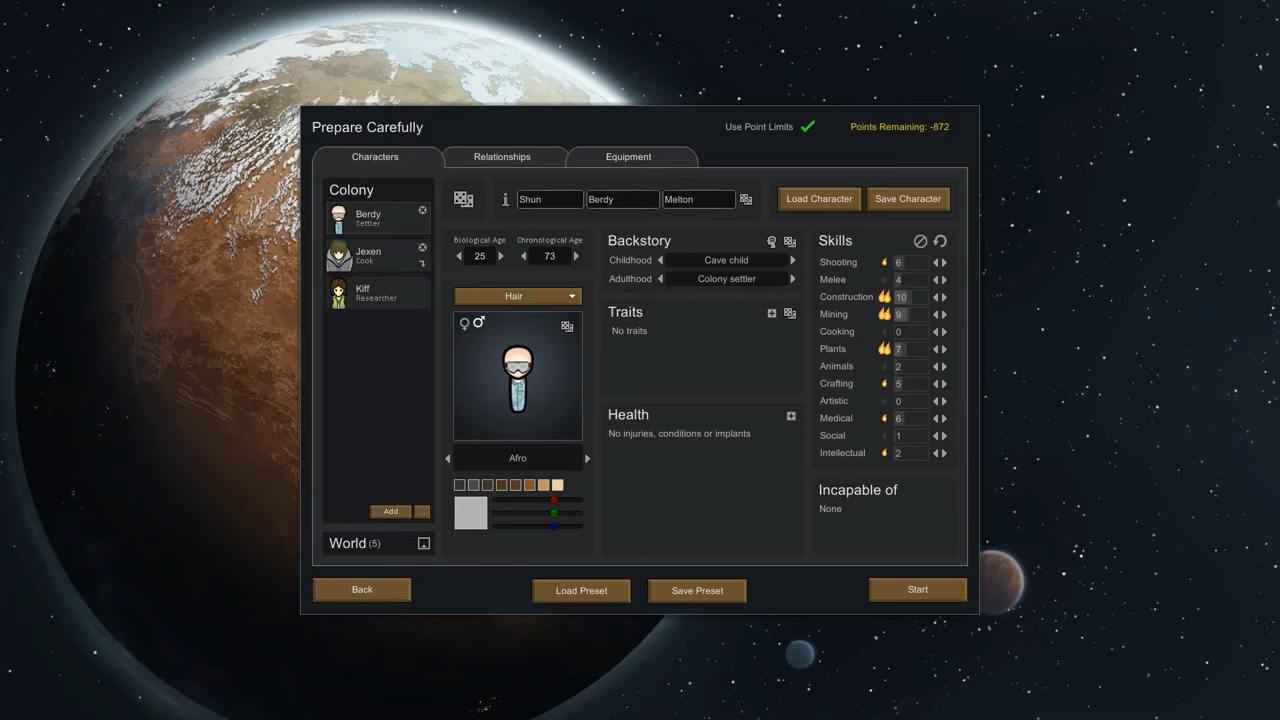 Prepare Carefully
Use Point Limits
Points Remaining: -872
Characters
Relationships
Equipment
Colony
Berdy
Settler
Jexen
Cook
Kiff
Researcher
Add
...
World (5)
Shun
Berdy
Melton
Load Character
Save Character
Biological Age
Chronological Age
25
73
Hair
Afro
Backstory
Childhood
Cave child
Adulthood
Colony settler
Traits
No traits
Health
No injuries, conditions or implants
Skills
Shooting 6
Melee 4
Construction 10
Mining 9
Cooking 0
Plants 7
Animals 2
Crafting 5
Artistic 0
Medical 6
Social 1
Intellectual 2
Incapable of
None
Back
Load Preset
Save Preset
Start